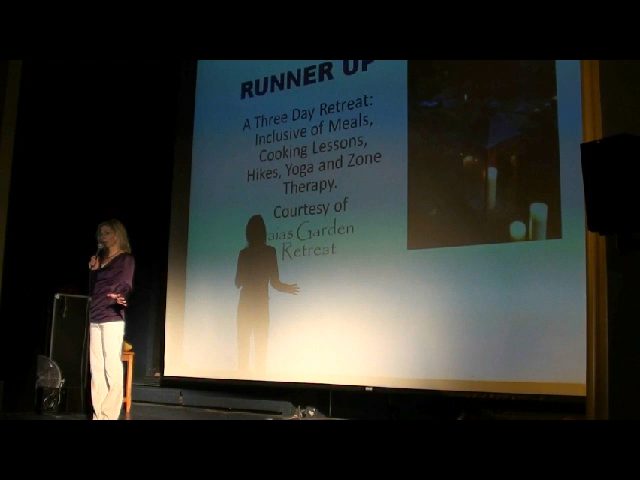 RUNNER UP
A Three Day Retreat:
Inclusive of Meals,
Cooking Lessons,
Hikes, Yoga and Zone
Therapy.
Courtesy of
Garden
Retreat